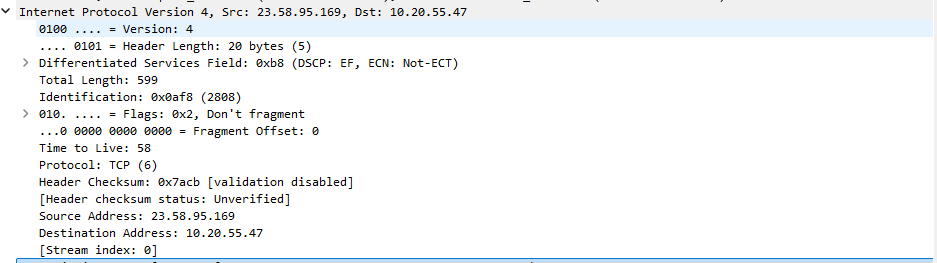 Internet Protocol Version 4, Src: 23.58.95.169, Dst: 10.20.55.47
0100 .... = Version: 4
.... 0101 = Header Length: 20 bytes (5)
Differentiated Services Field: 0xb8 (DSCP: EF, ECN: Not-ECT)
Total Length: 599
Identification: 0x0af8 (2808)
010. .... = Flags: 0x2, Don't fragment
...0 0000 0000 0000 = Fragment Offset: 0
Time to Live: 58
Protocol: TCP (6)
Header Checksum: 0x7acb [validation disabled]
[Header checksum status: Unverified]
Source Address: 23.58.95.169
Destination Address: 10.20.55.47
[Stream index: 0]